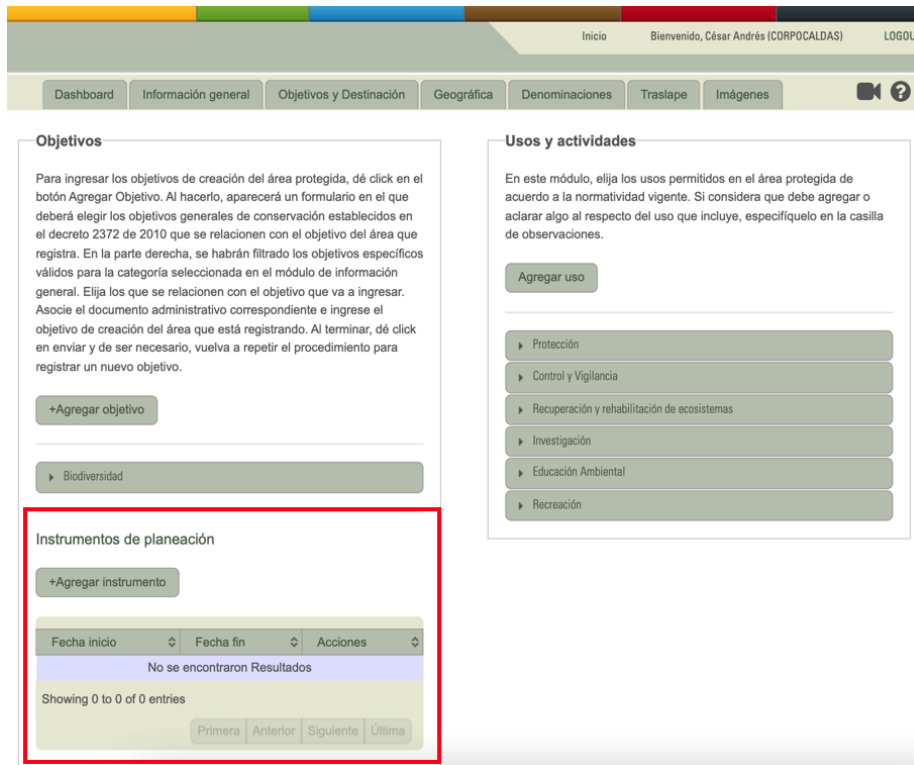 Inicio
Bienvenido, César Andrés (CORPOCALDAS)
LOGOU
Dashboard
Información general
Objetivos y Destinación
Geográfica
Denominaciones
Traslape
Imágenes
Objetivos
Para ingresar los objetivos de creación del área protegida, dé click en el
botón Agregar Objetivo. Al hacerlo, aparecerá un formulario en el que
deberá elegir los objetivos generales de conservación establecidos en
el decreto 2372 de 2010 que se relacionen con el objetivo del área que
registra. En la parte derecha, se habrán filtrado los objetivos específicos
válidos para la categoría seleccionada en el módulo de información
general. Elija los que se relacionen con el objetivo que va a ingresar.
Asocie el documento administrativo correspondiente e ingrese el
objetivo de creación del área que está registrando. Al terminar, dé click
en enviar y de ser necesario, vuelva a repetir el procedimiento para
registrar un nuevo objetivo.
+Agregar objetivo
Biodiversidad
Instrumentos de planeación
+Agregar instrumento
Fecha inicio
Fecha fin
Acciones
No se encontraron Resultados
Showing 0 to 0 of 0 entries
Primera
Anterior
Siguiente
Última
Usos y actividades
En este módulo, elija los usos permitidos en el área protegida de
acuerdo a la normatividad vigente. Si considera que debe agregar o
aclarar algo al respecto del uso que incluye, especifíquelo en la casilla
de observaciones.
Agregar uso
Protección
Control y Vigilancia
Recuperación y rehabilitación de ecosistemas
Investigación
Educación Ambiental
Recreación